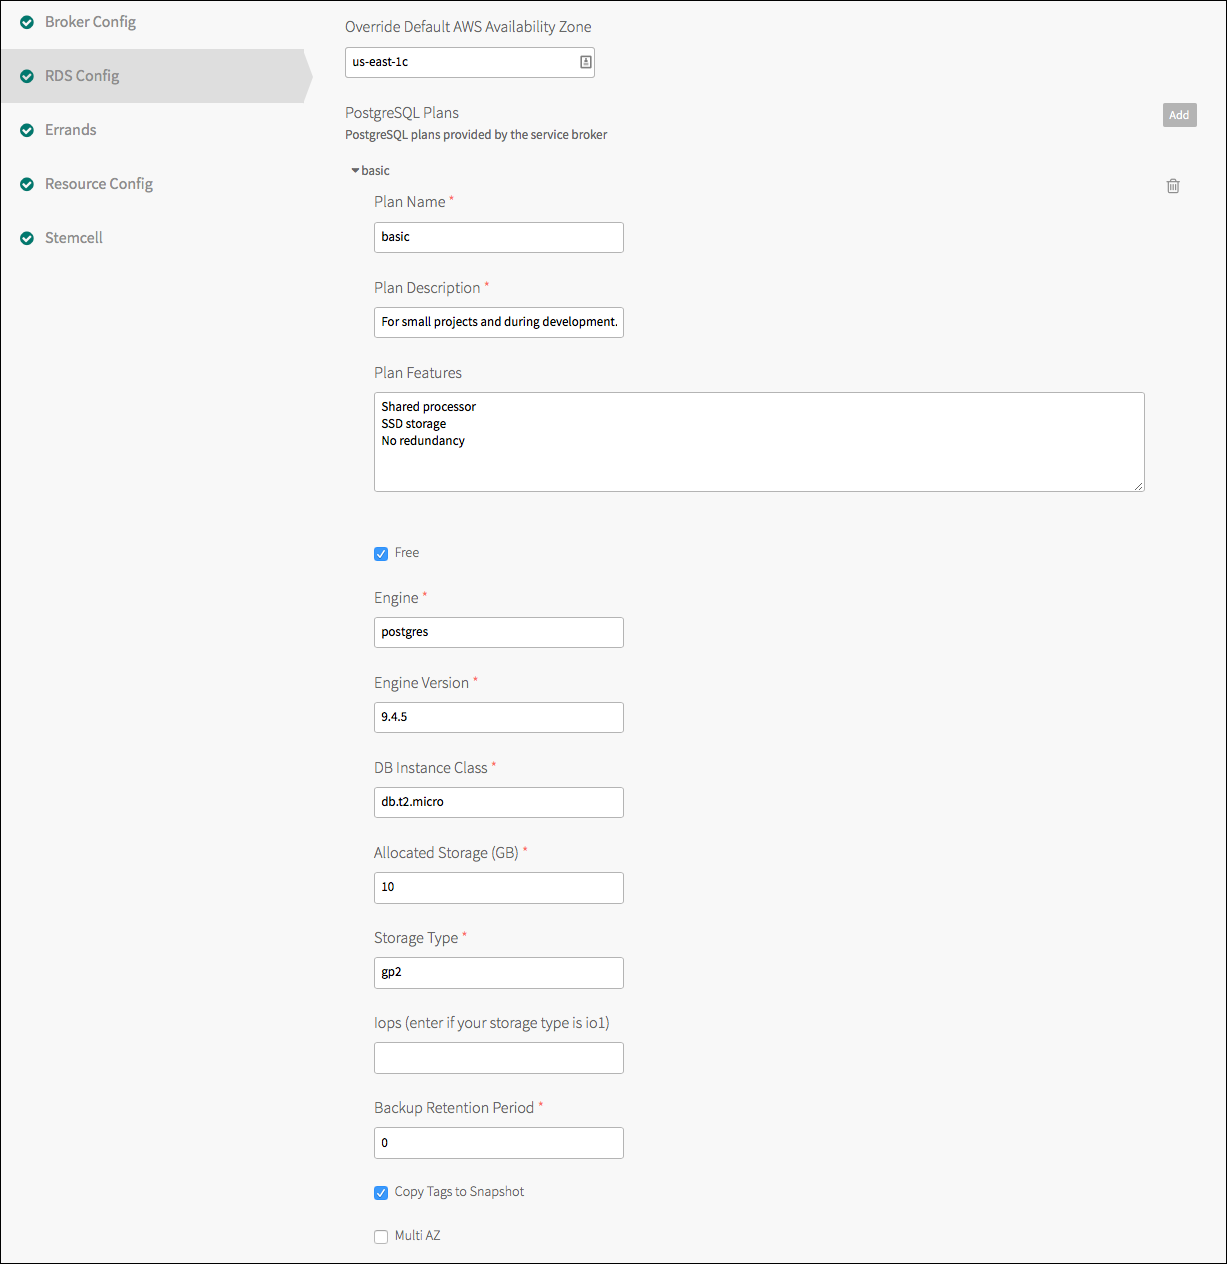 Broker Config
RDS Config
Errands
Resource Config
Stemcell
Override Default AWS Availability Zone
us-east-1c
PostgreSQL Plans
Add
PostgreSQL plans provided by the service broker
basic
Plan Name *
basic
Plan Description *
For small projects and during development.
Plan Features
Shared processor
SSD storage
No redundancy
Free
Engine *
postgres
Engine Version *
9.4.5
DB Instance Class *
db.t2.micro
Allocated Storage (GB) *
10
Storage Type *
gp2
Iops (enter if your storage type is io1)
Backup Retention Period *
0
Copy Tags to Snapshot
Multi AZ